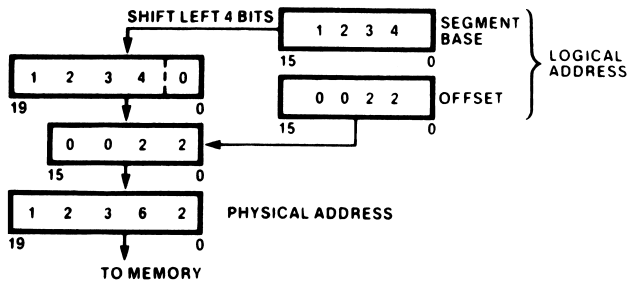 SHIFT LEFT 4 BITS
1 2 3 4
SEGMENT
BASE
15 0
LOGICAL
ADDRESS
1 2 3 4 0
19 0
0 0 2 2
OFFSET
15 0
0 0 2 2
15 0
1 2 3 6 2
PHYSICAL ADDRESS
19 0
TO MEMORY